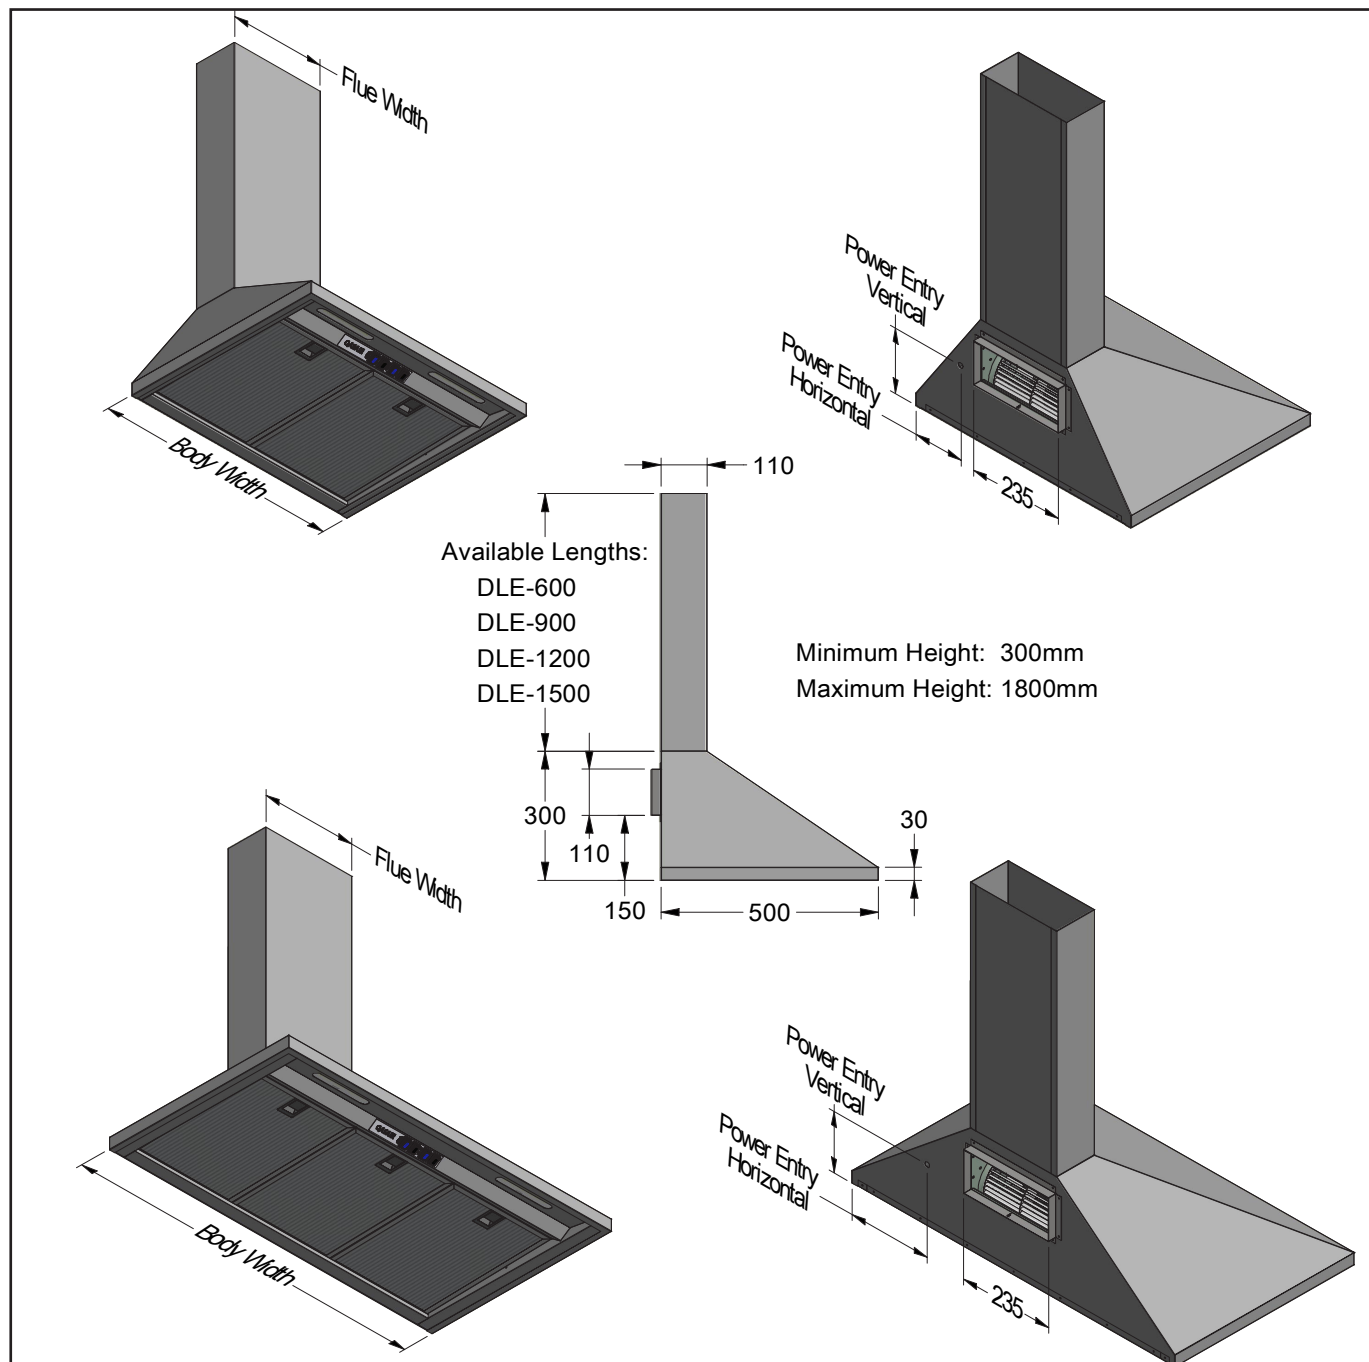 Flue Width
Body Width
Power Entry
Vertical
Power Entry
Horizontal
235
110
Available Lengths:
DLE-600
DLE-900
DLE-1200
DLE-1500
Minimum Height: 300mm
Maximum Height: 1800mm
300
110
150
500
30
Flue Width
Body Width
Power Entry
Vertical
Power Entry
Horizontal
235